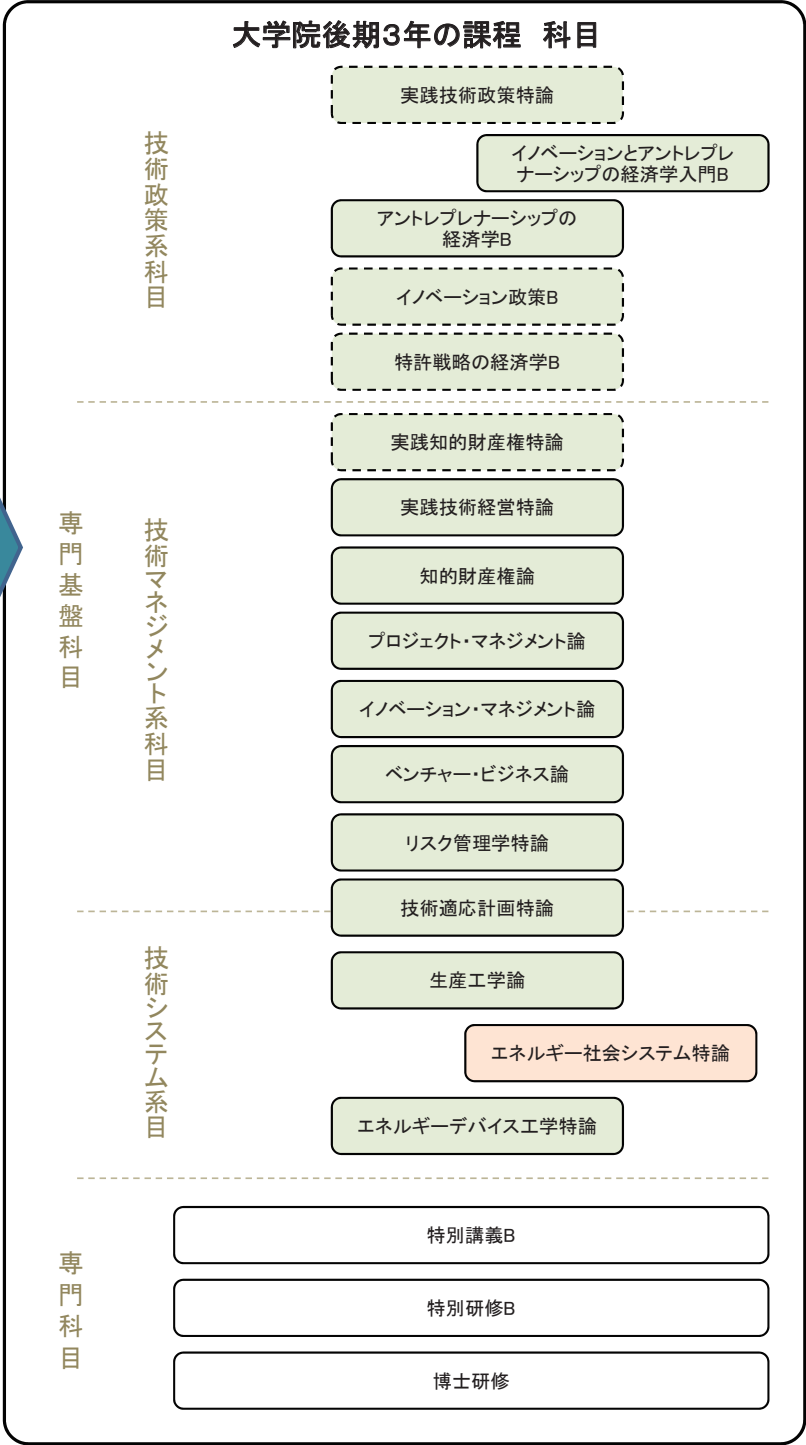 大学院後期3年の課程 科目
技術政策系科目
実践技術政策特論
イノベーションとアントレプレ
ナーシップの経済学入門B
アントレプレナーシップの
経済学B
イノベーション政策B
特許戦略の経済学B
専門基盤科目
技術マネジメント系科目
実践知的財産権特論
実践技術経営特論
知的財産権論
プロジェクト・マネジメント論
イノベーション・マネジメント論
ベンチャー・ビジネス論
リスク管理学特論
技術適応計画特論
技術システム系目
生産工学論
エネルギー社会システム特論
エネルギーデバイス工学特論
専門科目
特別講義B
特別研修B
博士研修